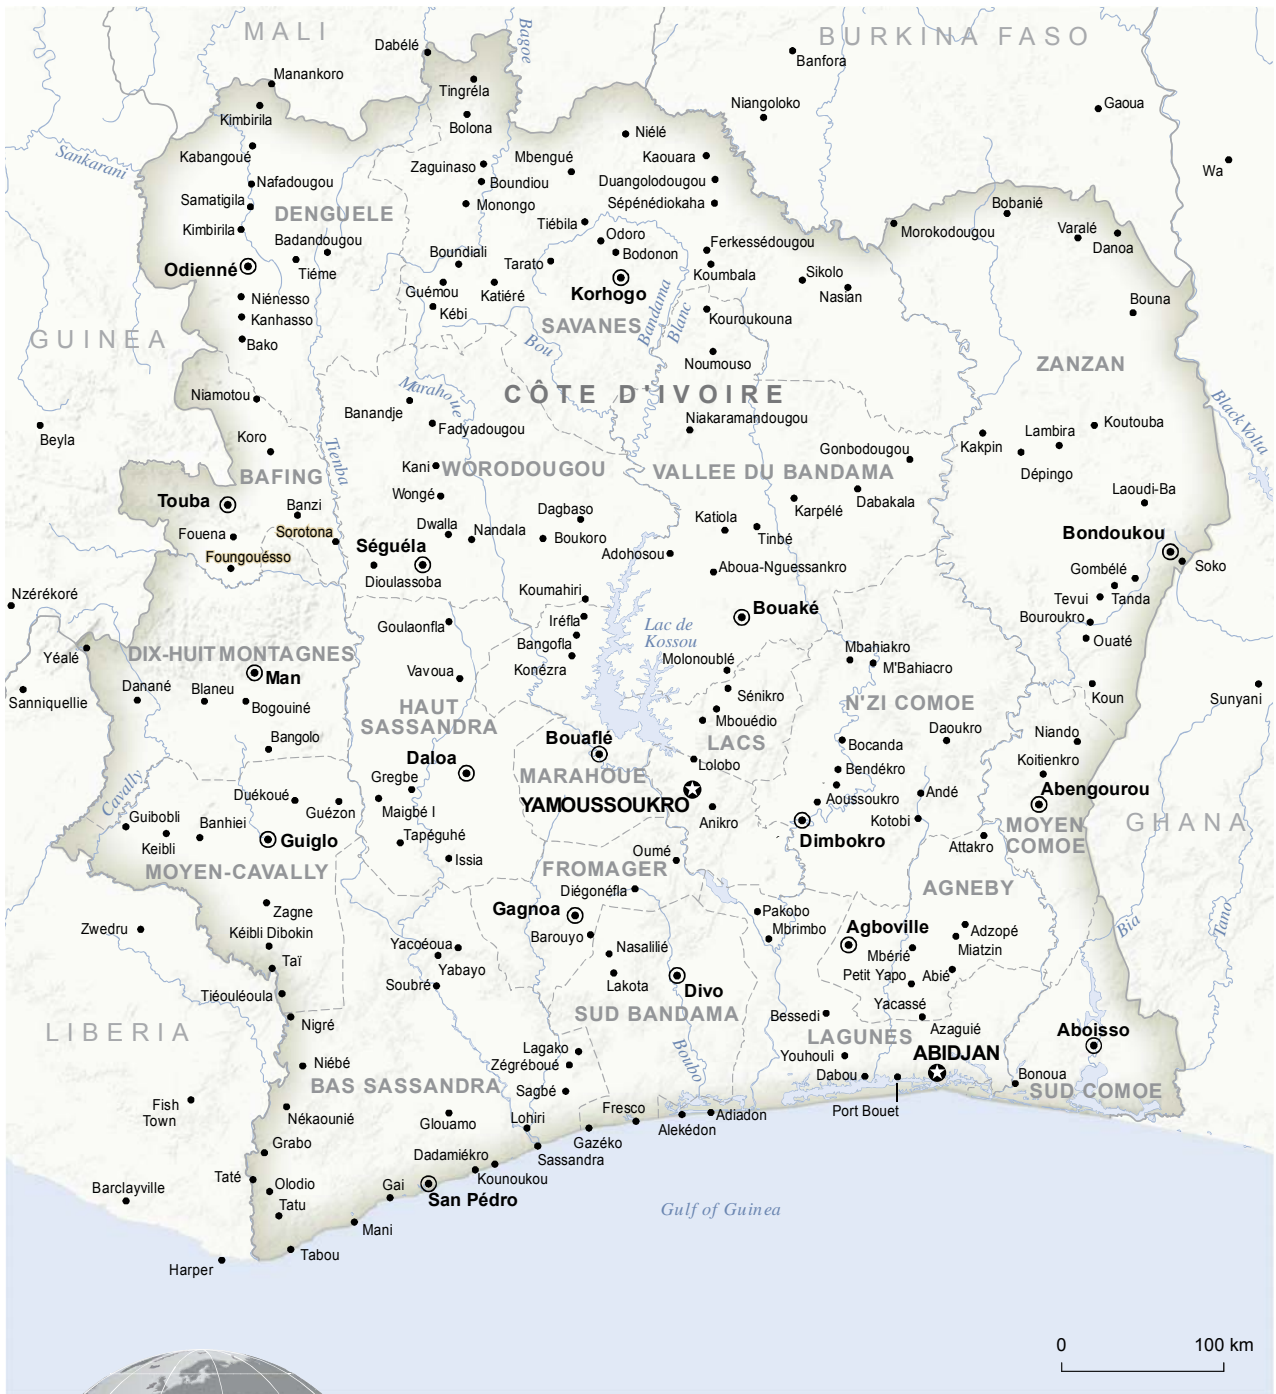 MALI
BURKINA FASO
Dabélé
Bagoe
Banfora
Manankoro
Tingréla
Niangoloko
Gaoua
Kimbirila
Bolona
Niélé
Sankarani
Kabangoué
Zaguinaso
Mbengué
Kaouara
Wa
Nafadougou
Boundiou
Duangolodougou
Samatigila
DENGUELE
Monongo
Sépénédiokaha
Bobanié
Kimbirila
Badandougou
Tiébila
Odoro
Morokodougou
Varalé
Danoa
Odienné
Tiéme
Boundiali
Tarato
Bodonon
Ferkessédougou
Koumbala
Sikolo
Niénesso
Guémou
Katiéré
Korhogo
Nasian
Bouna
Kanhasso
Kébi
SAVANES
Bandama
Blanc
Kouroukouna
GUINEA
Bako
Bou
Noumouso
ZANZAN
Niamotou
Marahoue
CÔTE D'IVOIRE
Banandje
Niakaramandougou
Black Volta
Beyla
Koro
Fadyadougou
Gonbodougou
Kakpin
Lambira
Koutouba
Tienba
BAFING
Kani
WORODOUGOU
VALLEE DU BANDAMA
Dépingo
Touba
Banzi
Wongé
Dagbaso
Karpélé
Dabakala
Laoudi-Ba
Fouena
Sorotona
Dwalla
Nandala
Boukoro
Katiola
Tinbé
Bondoukou
Foungouésso
Séguéla
Adohosou
Dioulassoba
Aboua-Nguessankro
Gombélé
Soko
Nzérékoré
Koumahiri
Bouaké
Tevui
Tanda
Goulaonfla
Iréfla
Lac de
Kossou
Bouroukro
Yéalé
DIX-HUIT MONTAGNES
Bangofla
Mbahiakro
Ouaté
Man
Vavoua
Konézra
Molonoublé
M'Bahiacro
Sanniquellie
Danané
Blaneu
Bogouiné
Sénikro
Koun
Sunyani
HAUT
SASSANDRA
Mbouédio
N'ZI COMOE
Bangolo
Bouaflé
LACS
Bocanda
Daoukro
Niando
Daloa
Lolobo
Koitienkro
Cavally
Gregbe
MARAHOUE
Bendékro
Duékoué
Guézon
Maigbé I
YAMOUSSOUKRO
Aoussoukro
Andé
Abengourou
Guibobli
Banhiei
Anikro
Kotobi
GHANA
Keibli
Guiglo
Tapéguhé
Dimbokro
MOYEN
COMOE
MOYEN-CAVALLY
Issia
Oumé
Attakro
FROMAGER
AGNEBY
Diégonéfla
Zagne
Gagnoa
Pakobo
Agboville
Bia
Tano
Zwedru
Kéibli Dibokin
Barouyo
Mbrimbo
Adzopé
Yacoéoua
Nasalilié
Mbérié
Miatzin
Taï
Yabayo
Petit Yapo
Abié
Tiéouléoula
Soubré
Lakota
Divo
Yacassé
LIBERIA
Nigré
SUD BANDAMA
Bessedi
Azaguié
LAGUNES
Aboisso
Niébé
Lagako
Boubo
Youhouli
ABIDJAN
BAS SASSANDRA
Zégréboué
Dabou
Bonoua
Fish
Town
Nékaounié
Sagbé
Port Bouet
SUD COMOE
Glouamo
Lohiri
Fresco
Adiadon
Grabo
Gazéko
Alekédon
Dadamiékro
Sassandra
Taté
Olodio
Kounoukou
Barclayville
Gai
San Pédro
Tatu
Gulf of Guinea
Mani
Tabou
Harper
0 100 km